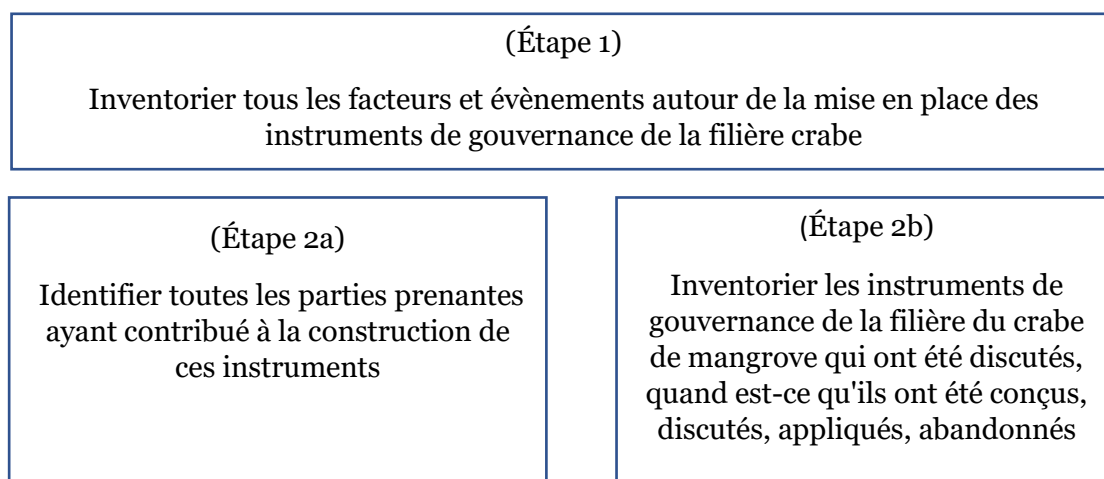 (Étape 1)
Inventorier tous les facteurs et évènements autour de la mise en place des
instruments de gouvernance de la filière crabe
(Étape 2a)
Identifier toutes les parties prenantes
ayant contribué à la construction de
ces instruments
(Étape 2b)
Inventorier les instruments de
gouvernance de la filière du crabe
de mangrove qui ont été discutés,
quand est-ce qu'ils ont été conçus,
discutés, appliqués, abandonnés